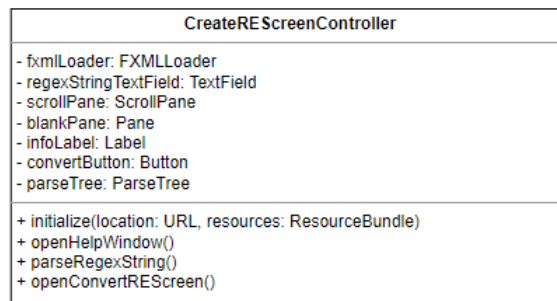 CreateREScreenController
- fxmlLoader: FXMLLoader
- regexStringTextField: TextField
- scrollPane: ScrollPane
- blankPane: Pane
- infoLabel: Label
- convertButton: Button
- parseTree: ParseTree
+ initialize(location: URL, resources: ResourceBundle)
+ openHelpWindow()
+ parseRegexString()
+ openConvertREScreen()